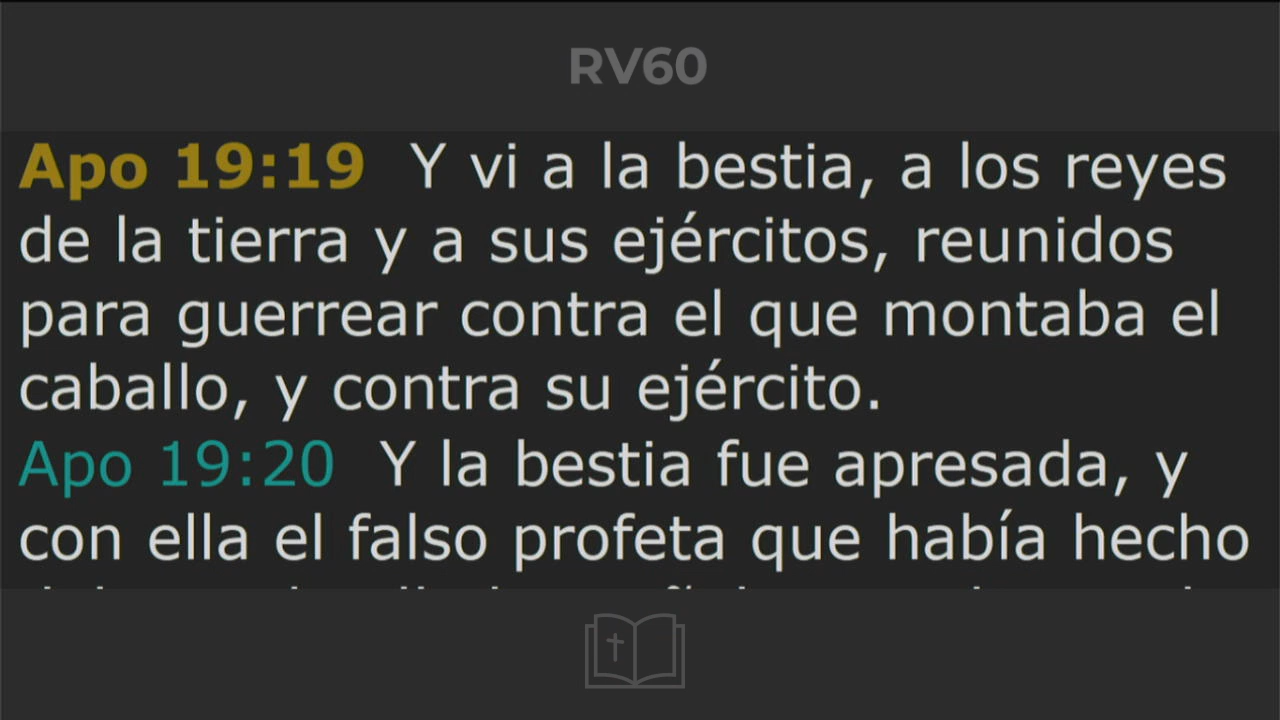 RV60
Apo 19:19 Y vi a la bestia, a los reyes
de la tierra y a sus ejércitos, reunidos
para guerrear contra el que montaba el
caballo, y contra su ejército.
Apo 19:20 Y la bestia fue apresada, y
con ella el falso profeta que había hecho